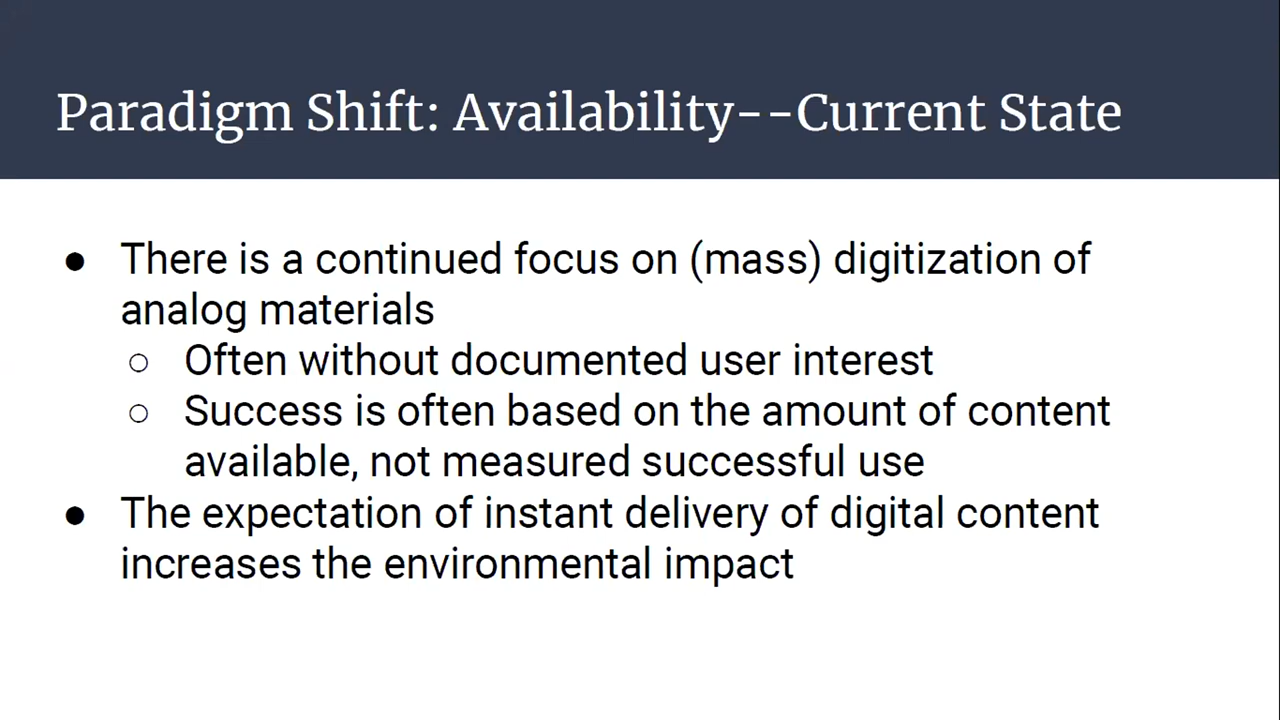 Paradigm Shift: Availability--Current State
● There is a continued focus on (mass) digitization of
analog materials
○ Often without documented user interest
○ Success is often based on the amount of content
available, not measured successful use
● The expectation of instant delivery of digital content
increases the environmental impact